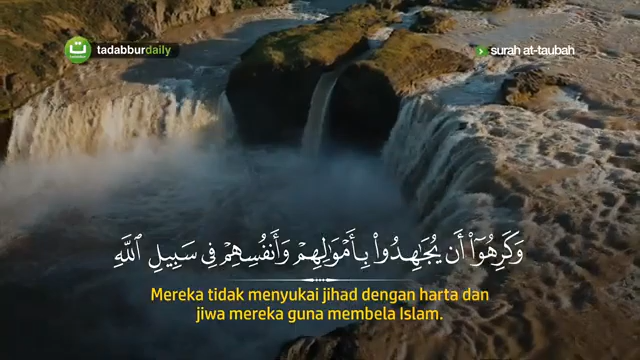 tadabburdaily
surah at-taubah
وَكَرِهُوٓا۟ أَن يُجَـٰهِدُوا۟ بِأَمْوَٰلِهِمْ وَأَنفُسِهِمْ فِى سَبِيلِ ٱللَّهِ
Mereka tidak menyukai jihad dengan harta dan
jiwa mereka guna membela Islam.